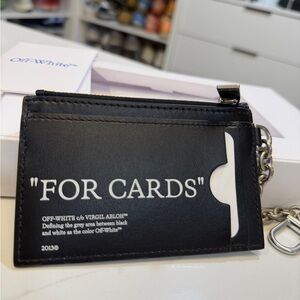 Off-White™
"FOR CARDS"
OFF-WHITE c/o VIRGIL ABLOH™
Defining the grey area between black
and white as the color Off-White™
2013®